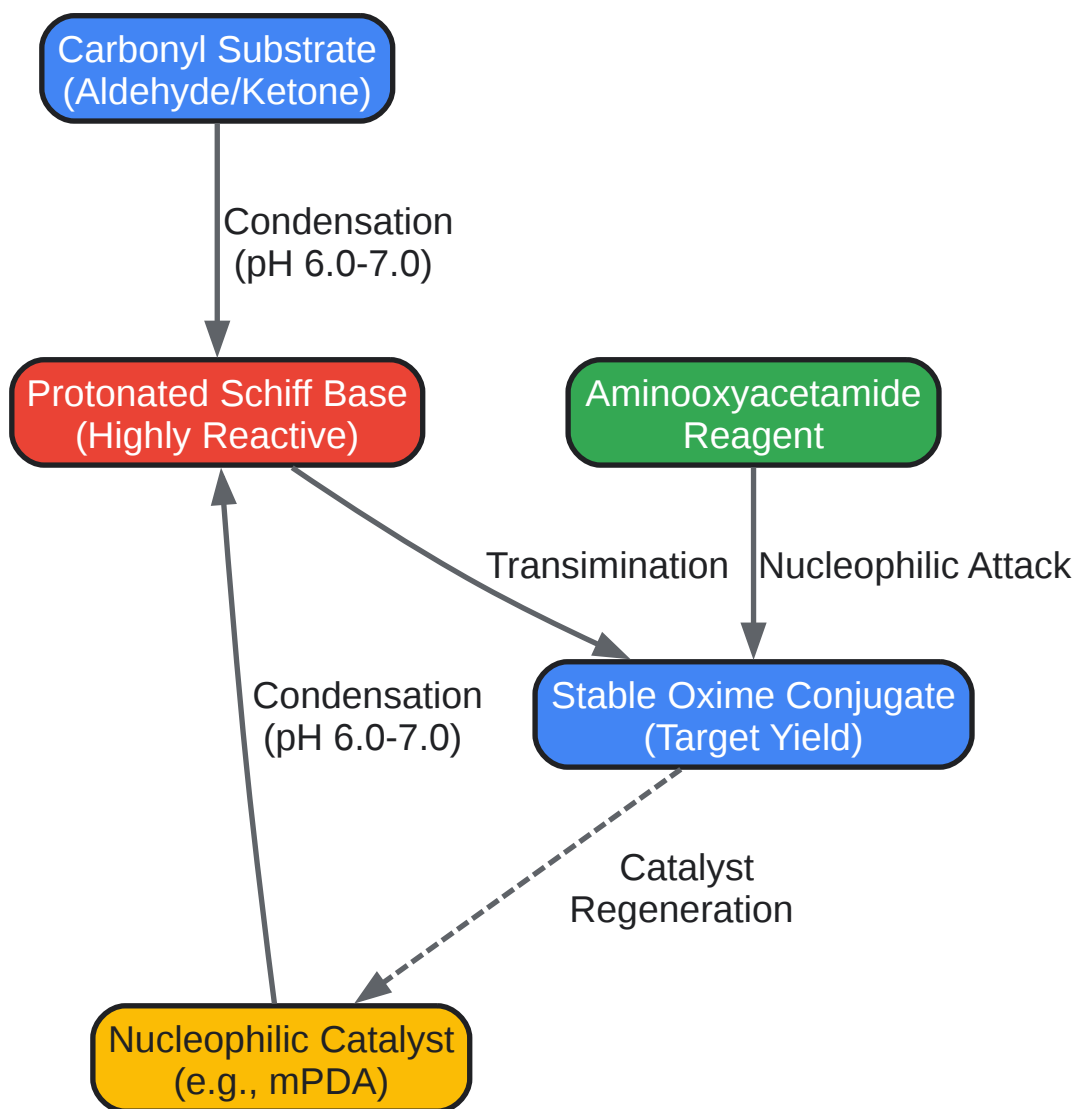 Carbonyl Substrate
(Aldehyde/Ketone)
Condensation
(pH 6.0-7.0)
Protonated Schiff Base
(Highly Reactive)
Aminooxyacetamide
Reagent
Transimination
Nucleophilic Attack
Condensation
(pH 6.0-7.0)
Stable Oxime Conjugate
(Target Yield)
Catalyst
Regeneration
Nucleophilic Catalyst
(e.g., mPDA)